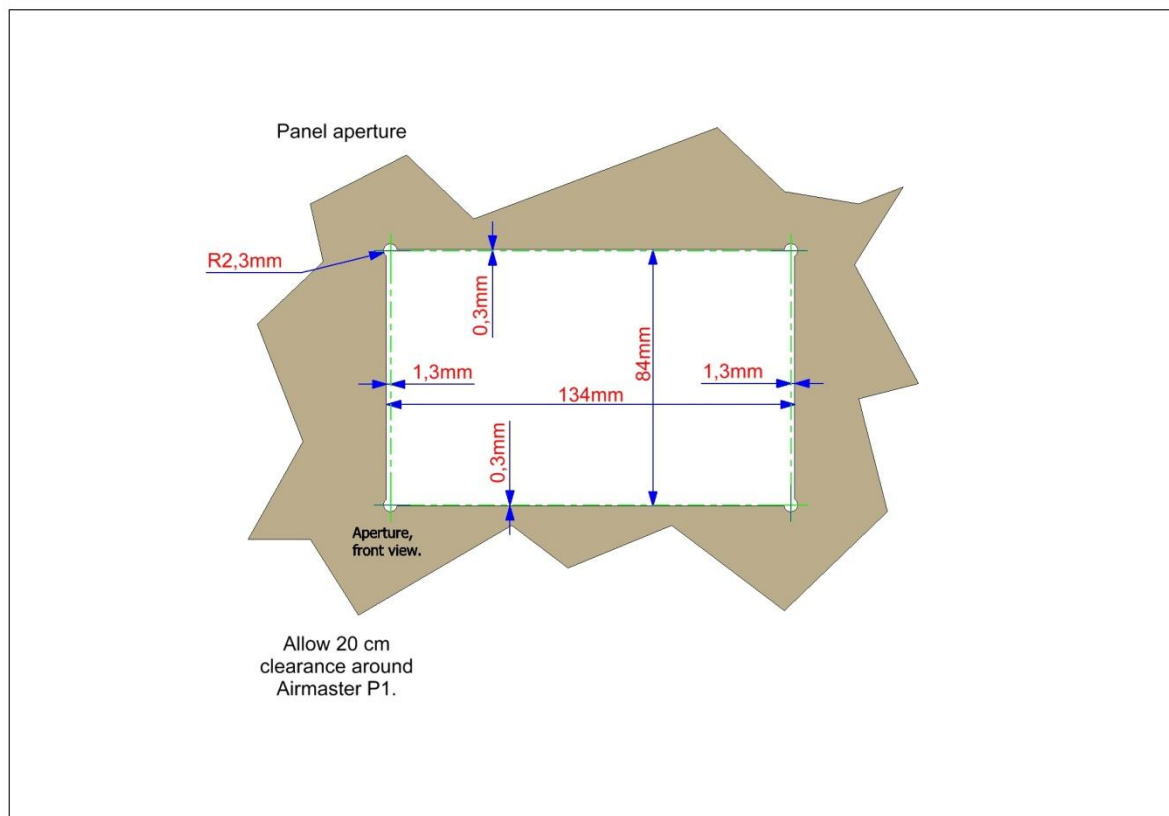 Panel aperture
R2,3mm
0,3mm
84mm
1,3mm
1,3mm
134mm
0,3mm
Aperture,
front view.
Allow 20 cm
clearance around
Airmaster P1.